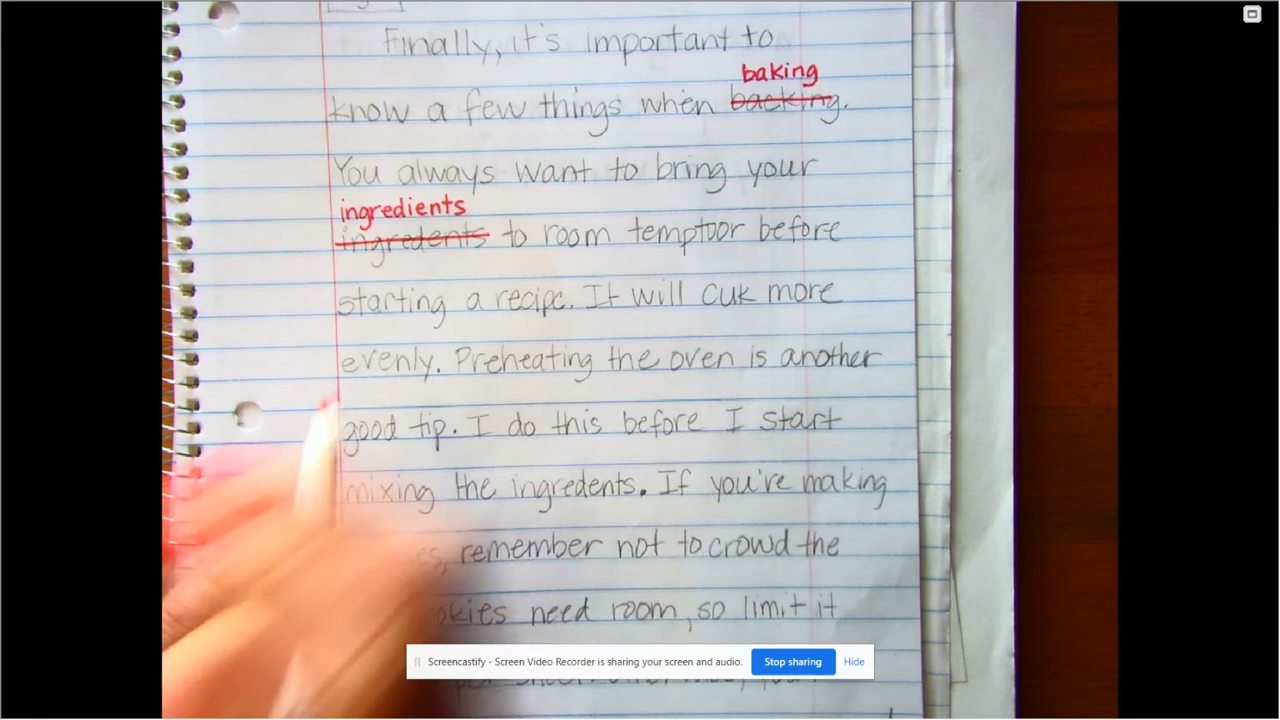 Finally, it's important to
baking
know a few things when backing.
You always want to bring your
ingredients
ingredents to room temptoor before
starting a recipe. It will cuk more
evenly. Preheating the oven is another
good tip. I do this before I start
mixing the ingredents. If you're making
remember not to crowd the
need room, so limit it
Screencastify - Screen Video Recorder is sharing your screen and audio. Stop sharing Hide